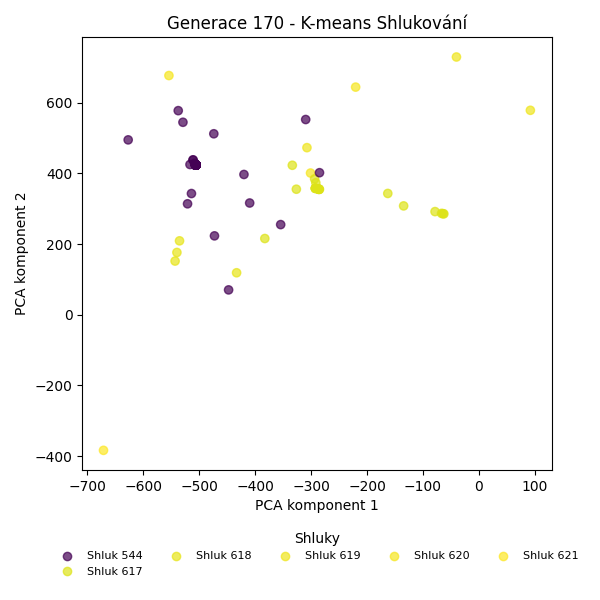 Generace 170 - K-means Shlukování
PCA komponent 2
600
400
200
0
−200
−400
−700 −600 −500 −400 −300 −200 −100 0 100
PCA komponent 1
Shluky
Shluk 544 Shluk 618 Shluk 619 Shluk 620 Shluk 621
Shluk 617